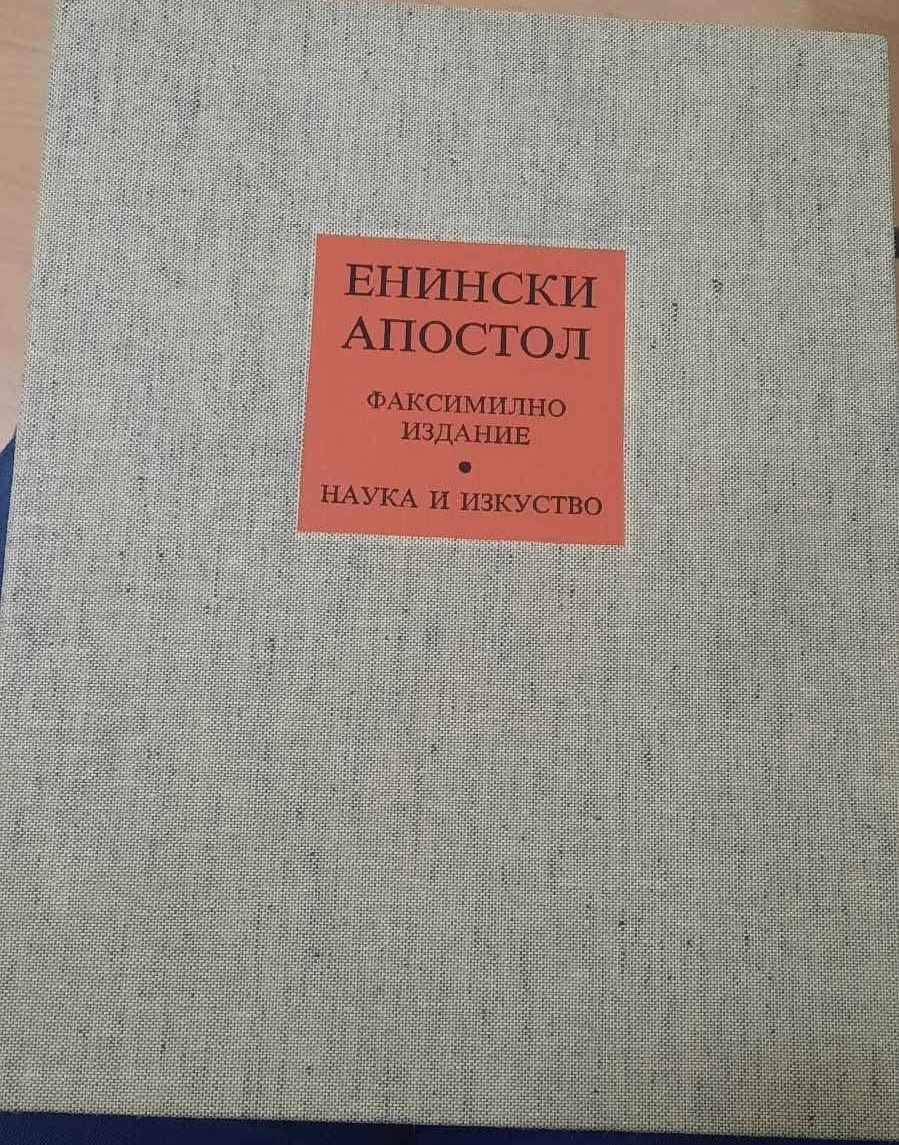 ЕНИНСКИ
АПОСТОЛ
ФАКСИМИЛНО
ИЗДАНИЕ
•
НАУКА И ИЗКУСТВО